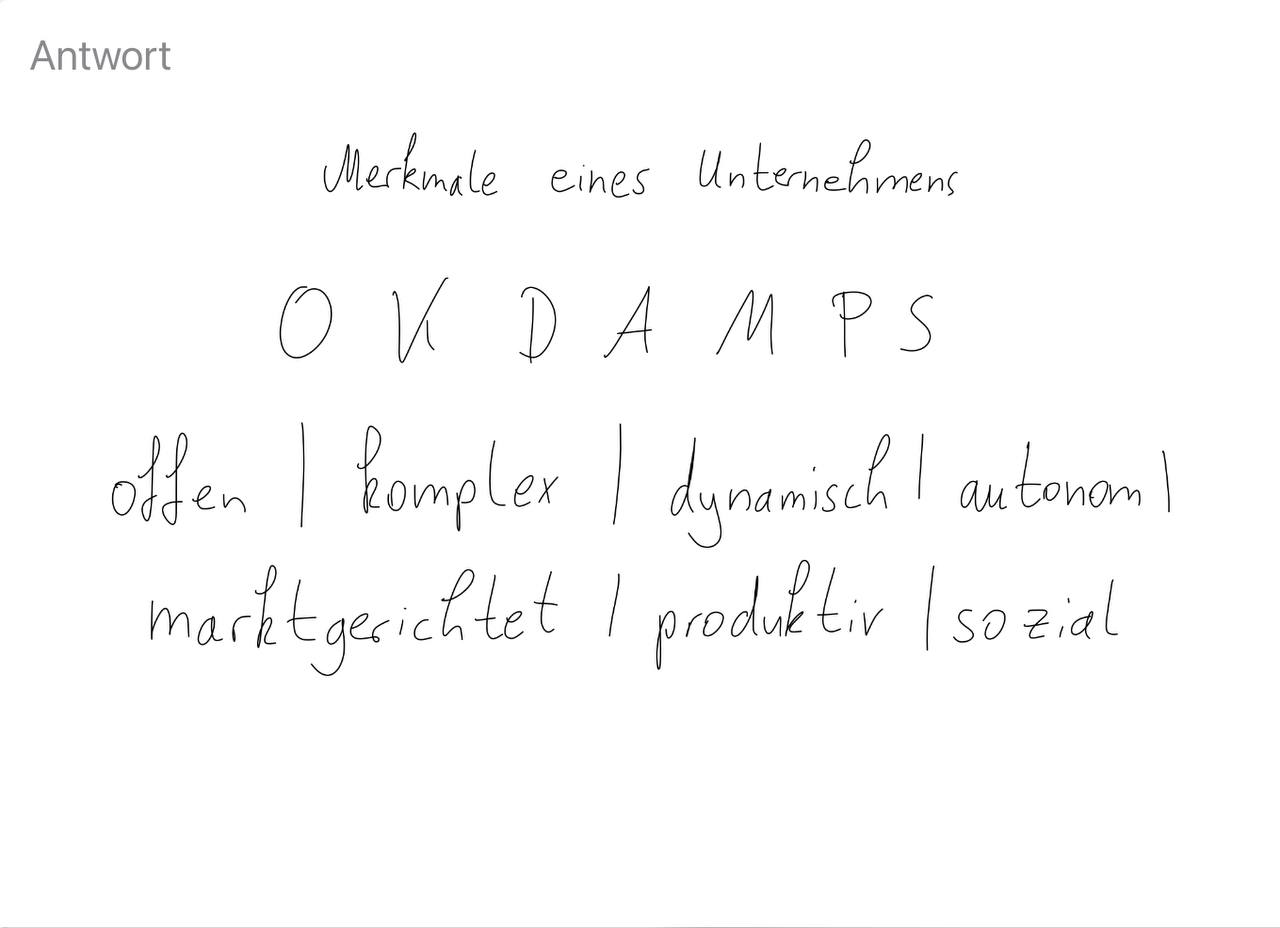 Antwort
Merkmale eines Unternehmens
O K D A M P S
offen | komplex | dynamisch | autonom |
marktgerichtet | produktiv | sozial